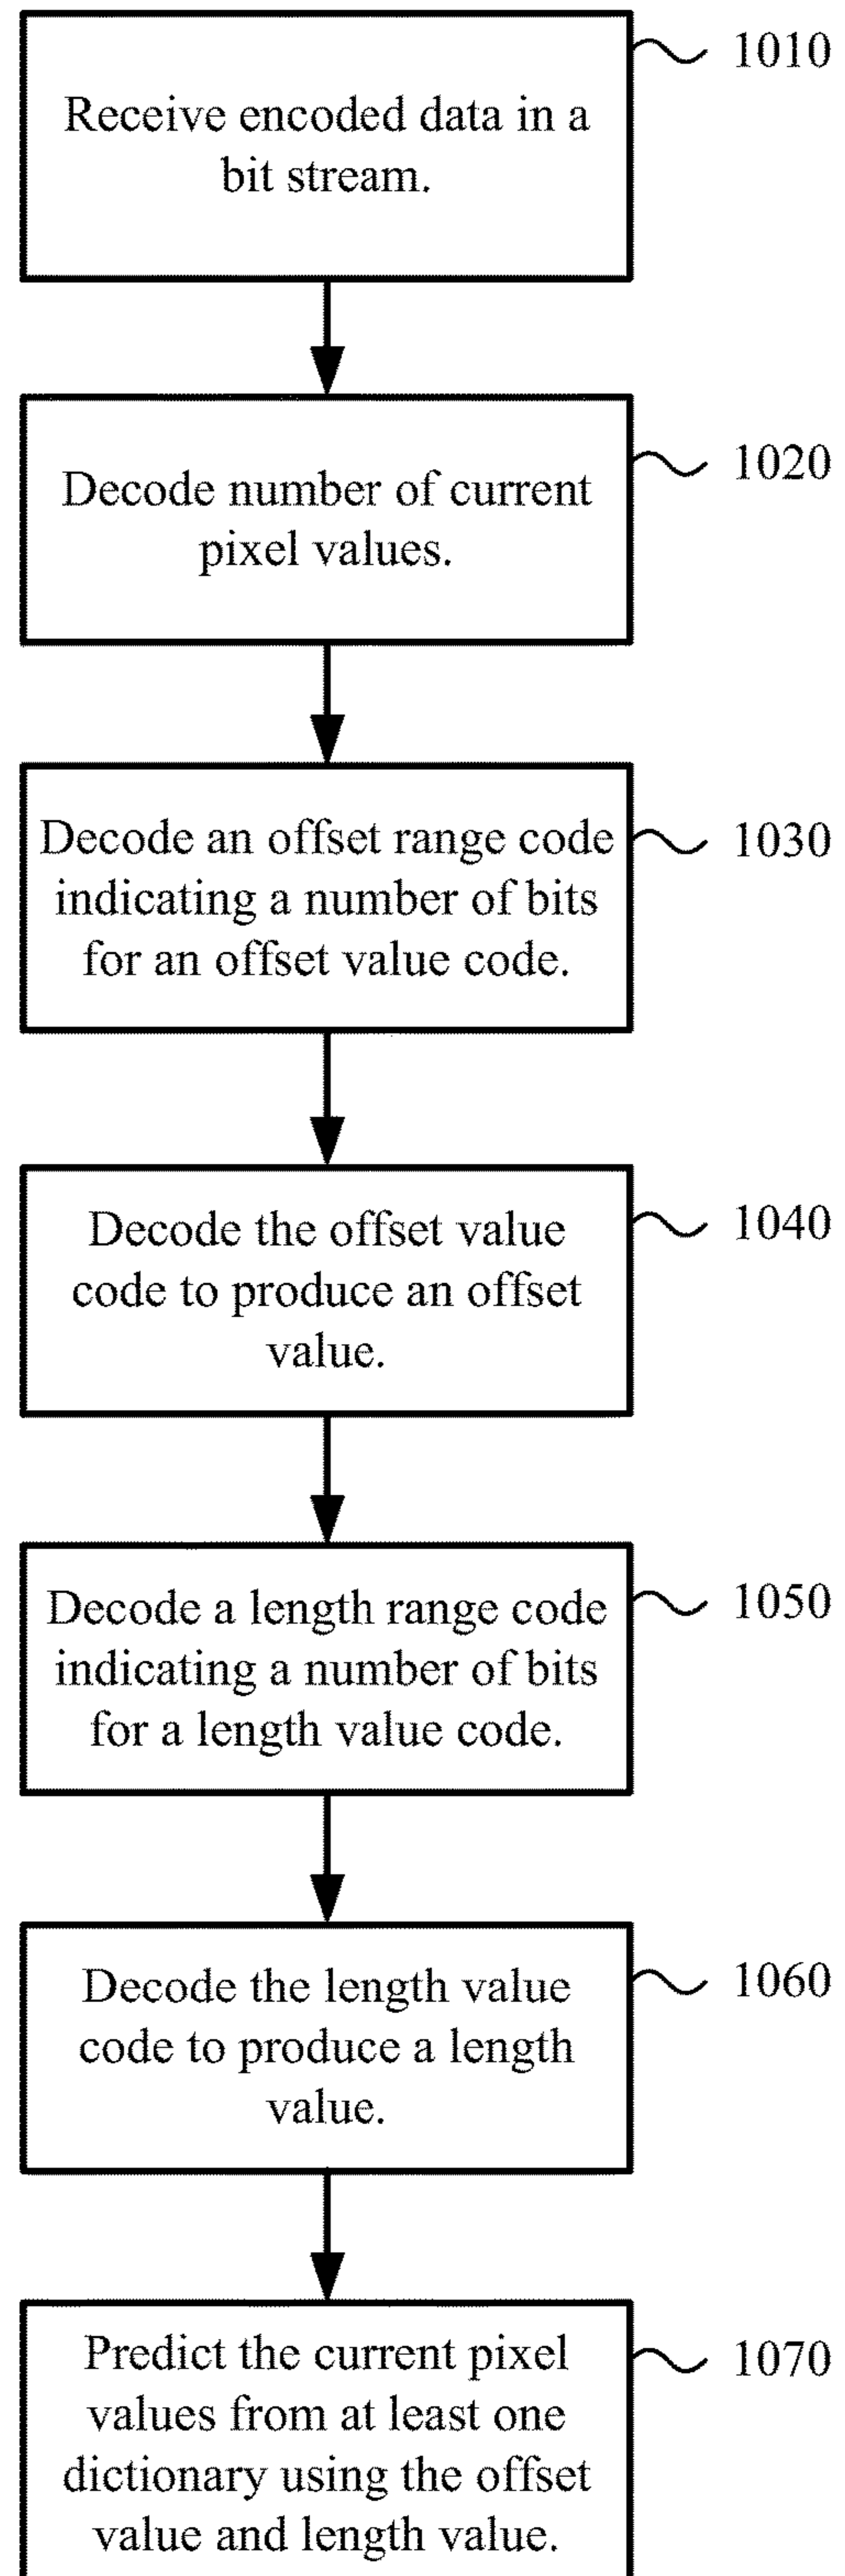 1010
Receive encoded data in a
bit stream.
1020
Decode number of current
pixel values.
1030
Decode an offset range code
indicating a number of bits
for an offset value code.
1040
Decode the offset value
code to produce an offset
value.
1050
Decode a length range code
indicating a number of bits
for a length value code.
1060
Decode the length value
code to produce a length
value.
1070
Predict the current pixel
values from at least one
dictionary using the offset
value and length value.